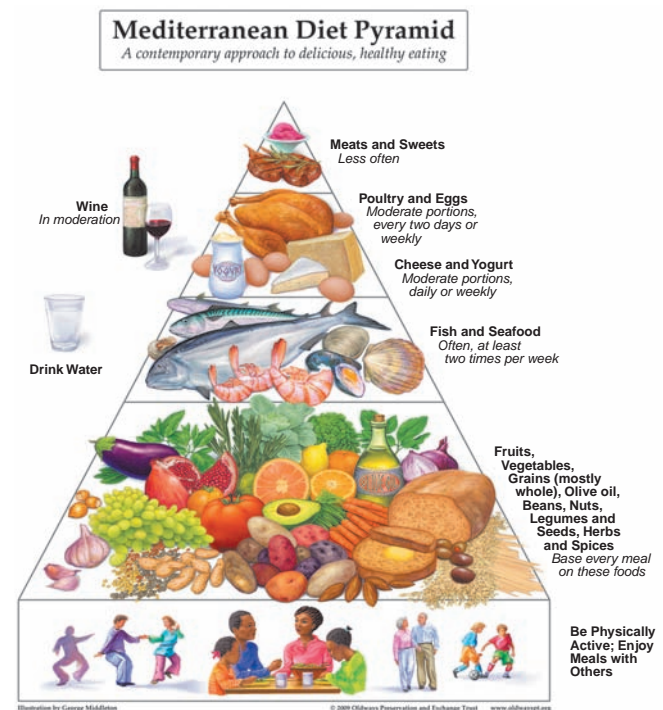 Mediterranean Diet Pyramid
A contemporary approach to delicious, healthy eating
Meats and Sweets
Less often
Wine
In moderation
Poultry and Eggs
Moderate portions,
every two days or
weekly
Cheese and Yogurt
Moderate portions,
daily or weekly
Fish and Seafood
Often, at least
two times per week
Drink Water
Fruits,
Vegetables,
Grains (mostly
whole), Olive oil,
Beans, Nuts,
Legumes and
Seeds, Herbs
and Spices
Base every meal
on these foods
Be Physically
Active; Enjoy
Meals with
Others
Illustration by George Middleton
© 2009 Oldways Preservation and Exchange Trust
www.oldwayspt.org